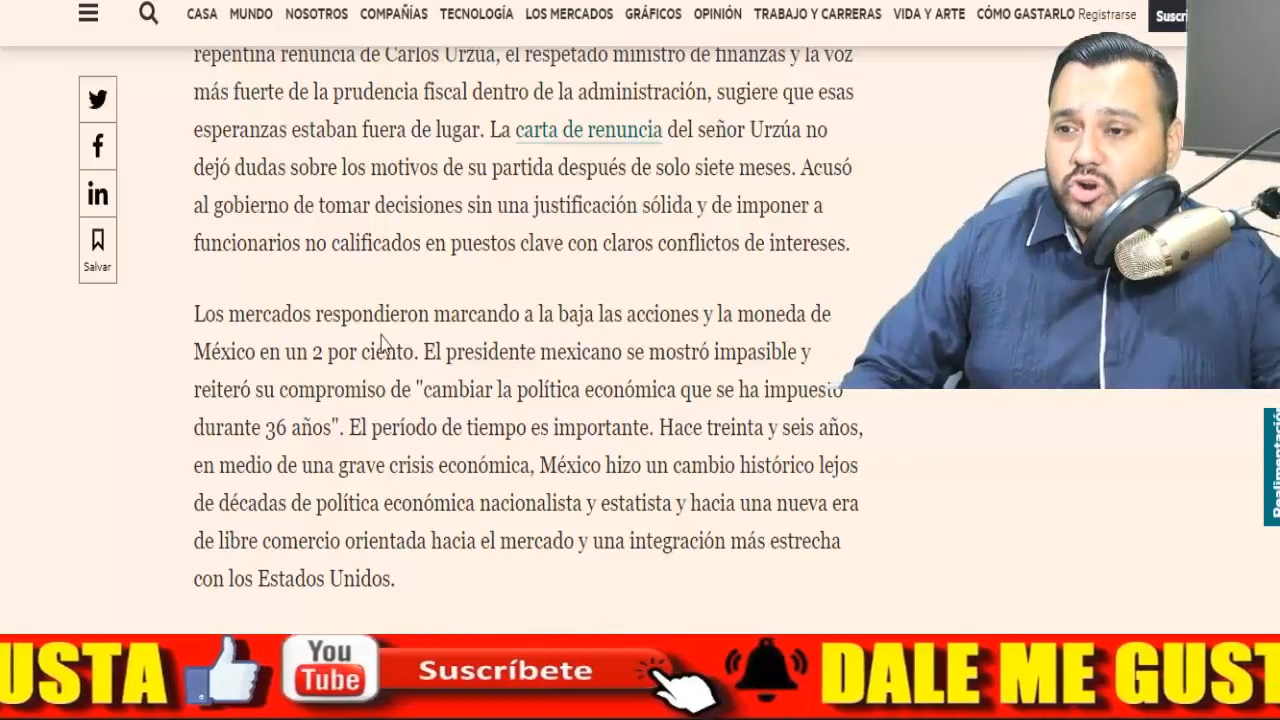 CASA MUNDO NOSOTROS COMPAÑÍAS TECNOLOGÍA LOS MERCADOS GRÁFICOS OPINIÓN TRABAJO Y CARRERAS VIDA Y ARTE CÓMO GASTARLO Registrarse Suscri
repentina renuncia de Carlos Urzúa, el respetado ministro de finanzas y la voz
más fuerte de la prudencia fiscal dentro de la administración, sugiere que esas
esperanzas estaban fuera de lugar. La carta de renuncia del señor Urzúa no
dejó dudas sobre los motivos de su partida después de solo siete meses. Acusó
al gobierno de tomar decisiones sin una justificación sólida y de imponer a
funcionarios no calificados en puestos clave con claros conflictos de intereses.
in
Salvar
Los mercados respondieron marcando a la baja las acciones y la moneda de
México en un 2 por ciento. El presidente mexicano se mostró impasible y
reiteró su compromiso de "cambiar la política económica que se ha impuesto
durante 36 años". El período de tiempo es importante. Hace treinta y seis años,
en medio de una grave crisis económica, México hizo un cambio histórico lejos
de décadas de política económica nacionalista y estatista y hacia una nueva era
de libre comercio orientada hacia el mercado y una integración más estrecha
con los Estados Unidos.
Realimentació
USTA You Tube Suscríbete DALE ME GUST